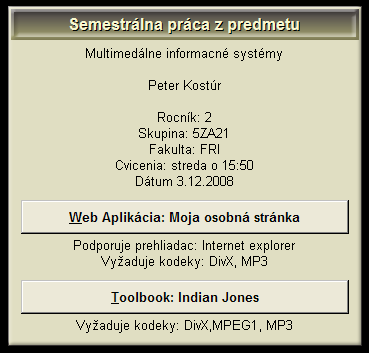 Semestrálna práca z predmetu
Multimedálne informacné systémy
Peter Kostúr
Rocník: 2
Skupina: 5ZA21
Fakulta: FRI
Cvicenia: streda o 15:50
Dátum 3.12.2008
Web Aplikácia: Moja osobná stránka
Podporuje prehliadac: Internet explorer
Vyžaduje kodeky: DivX, MP3
Toolbook: Indian Jones
Vyžaduje kodeky: DivX,MPEG1, MP3